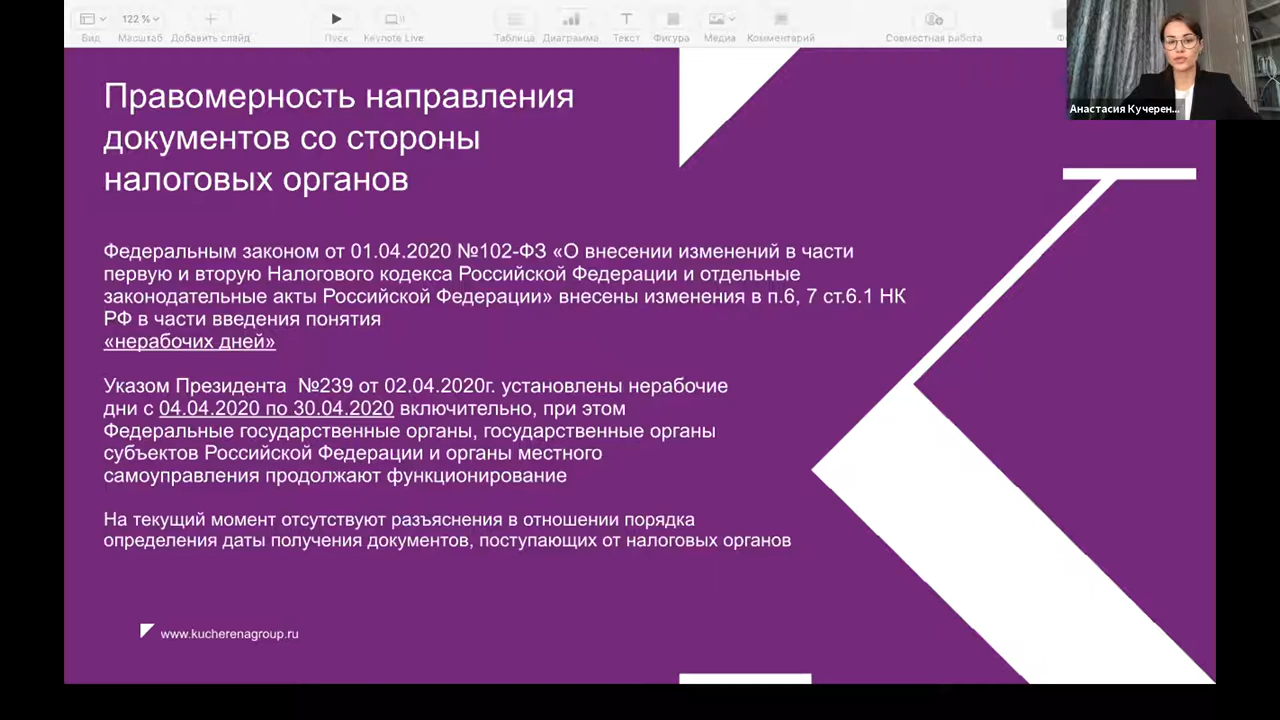 122 %
Вид
Масштаб
Добавить слайд
Пуск
Keynote Live
Таблица
Диаграмма
Текст
Фигура
Медиа
Комментарий
Совместная работа
Анастасия Кучерен...
Правомерность направления
документов со стороны
налоговых органов
Федеральным законом от 01.04.2020 №102-ФЗ «О внесении изменений в части
первую и вторую Налогового кодекса Российской Федерации и отдельные
законодательные акты Российской Федерации» внесены изменения в п.6, 7 ст.6.1 НК
РФ в части введения понятия
«нерабочих дней»
Указом Президента №239 от 02.04.2020г. установлены нерабочие
дни с 04.04.2020 по 30.04.2020 включительно, при этом
Федеральные государственные органы, государственные органы
субъектов Российской Федерации и органы местного
самоуправления продолжают функционирование
На текущий момент отсутствуют разъяснения в отношении порядка
определения даты получения документов, поступающих от налоговых органов
www.kucherenagroup.ru